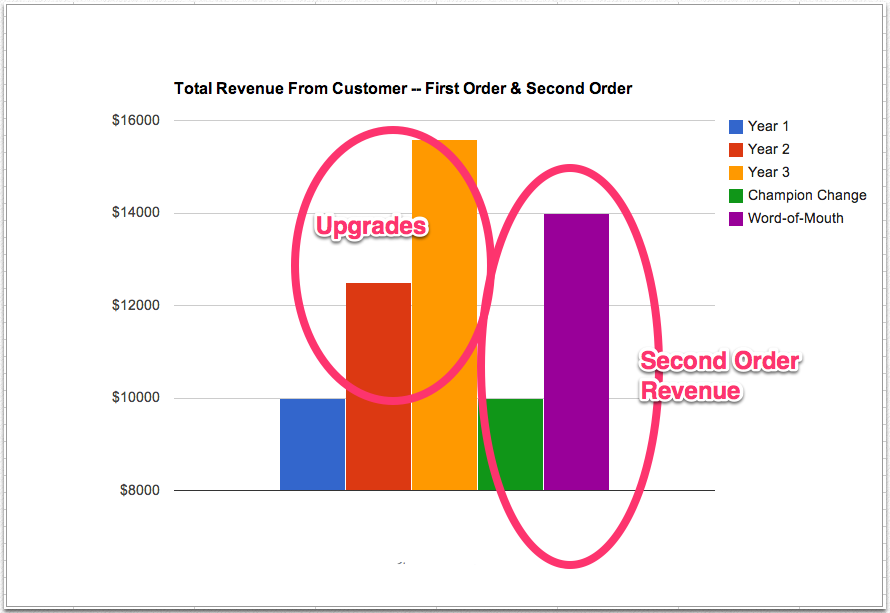 Total Revenue From Customer -- First Order & Second Order
$16000
$14000
$12000
$10000
$8000
Year 1
Year 2
Year 3
Champion Change
Word-of-Mouth
Upgrades
Second Order
Revenue